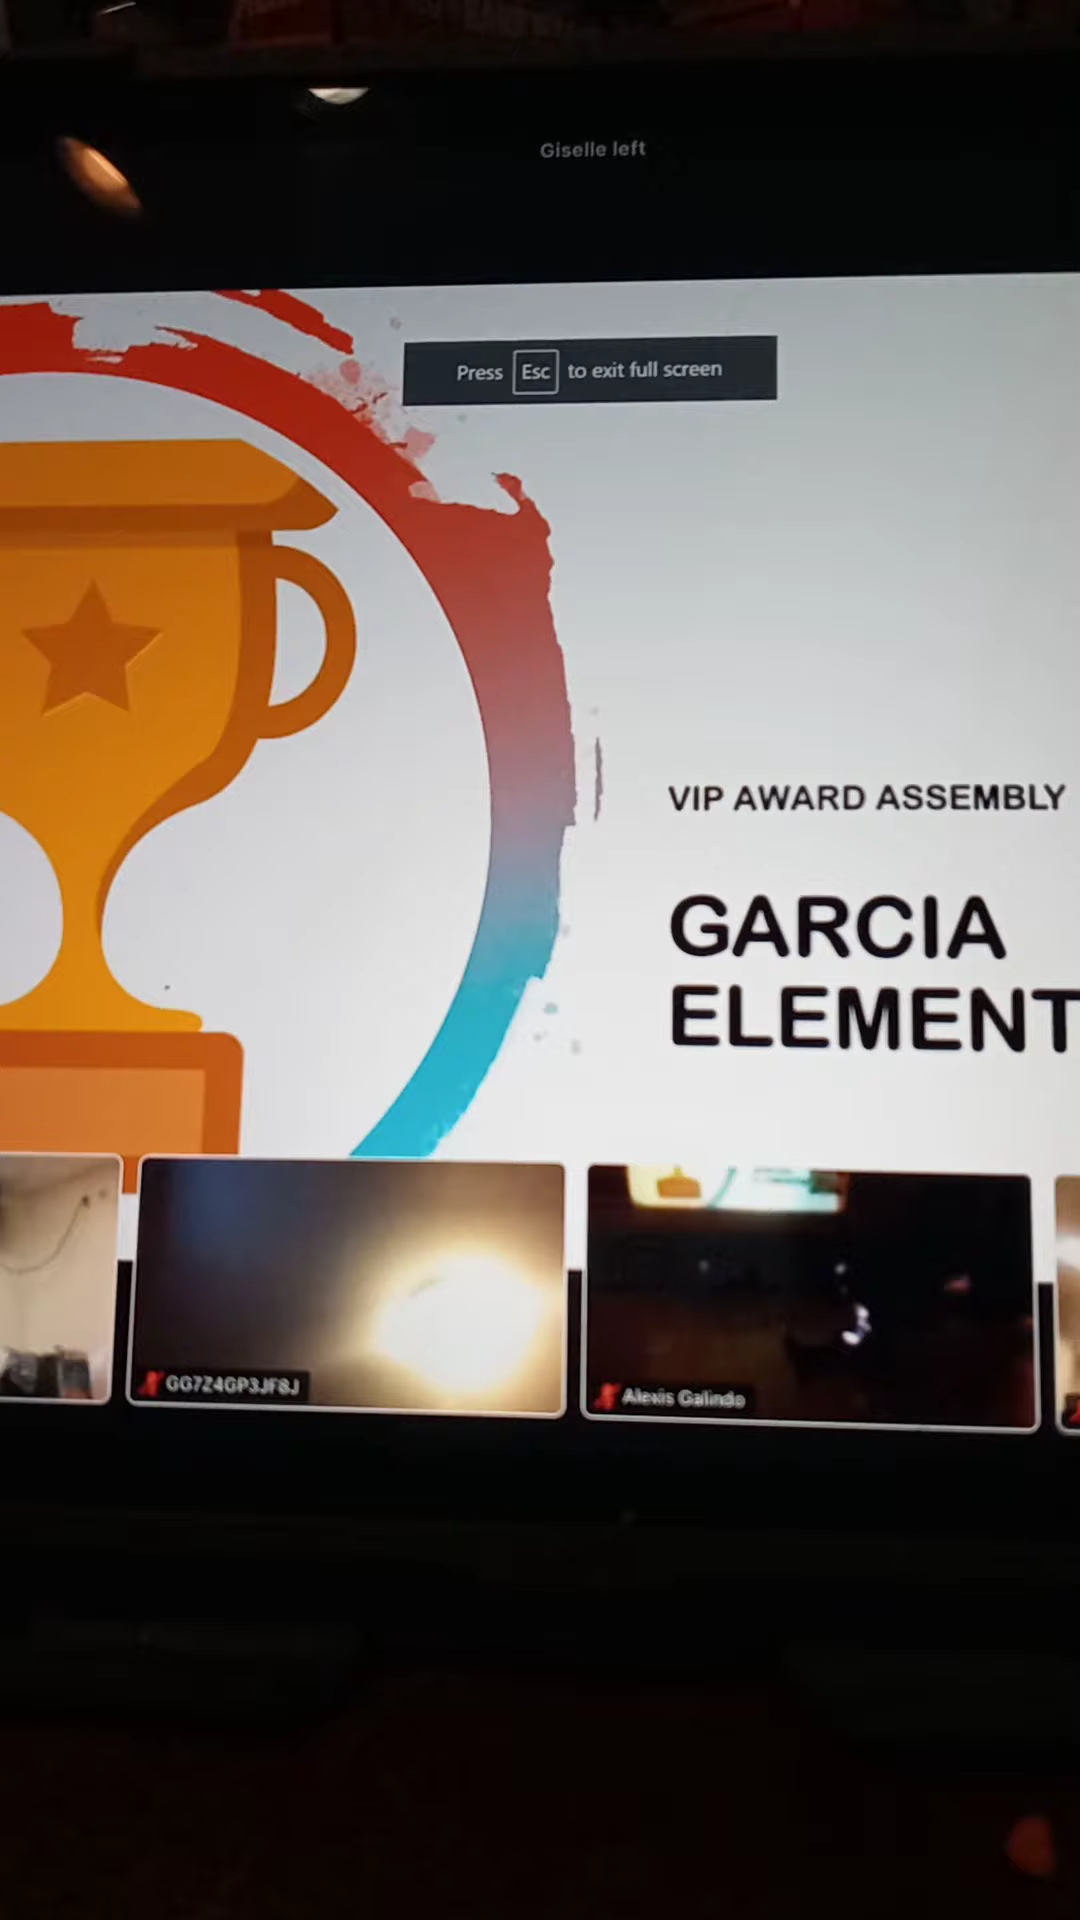 Giselle left
Press Esc to exit full screen
VIP AWARD ASSEMBLY
GARCIA
ELEMENT
GG7Z4GP3JF8J
Alexis Galindo